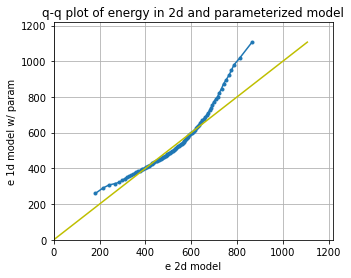 q-q plot of energy in 2d and parameterized model
1200
1000
800
600
400
200
0
e 1d model w/ param
0 200 400 600 800 1000 1200
e 2d model